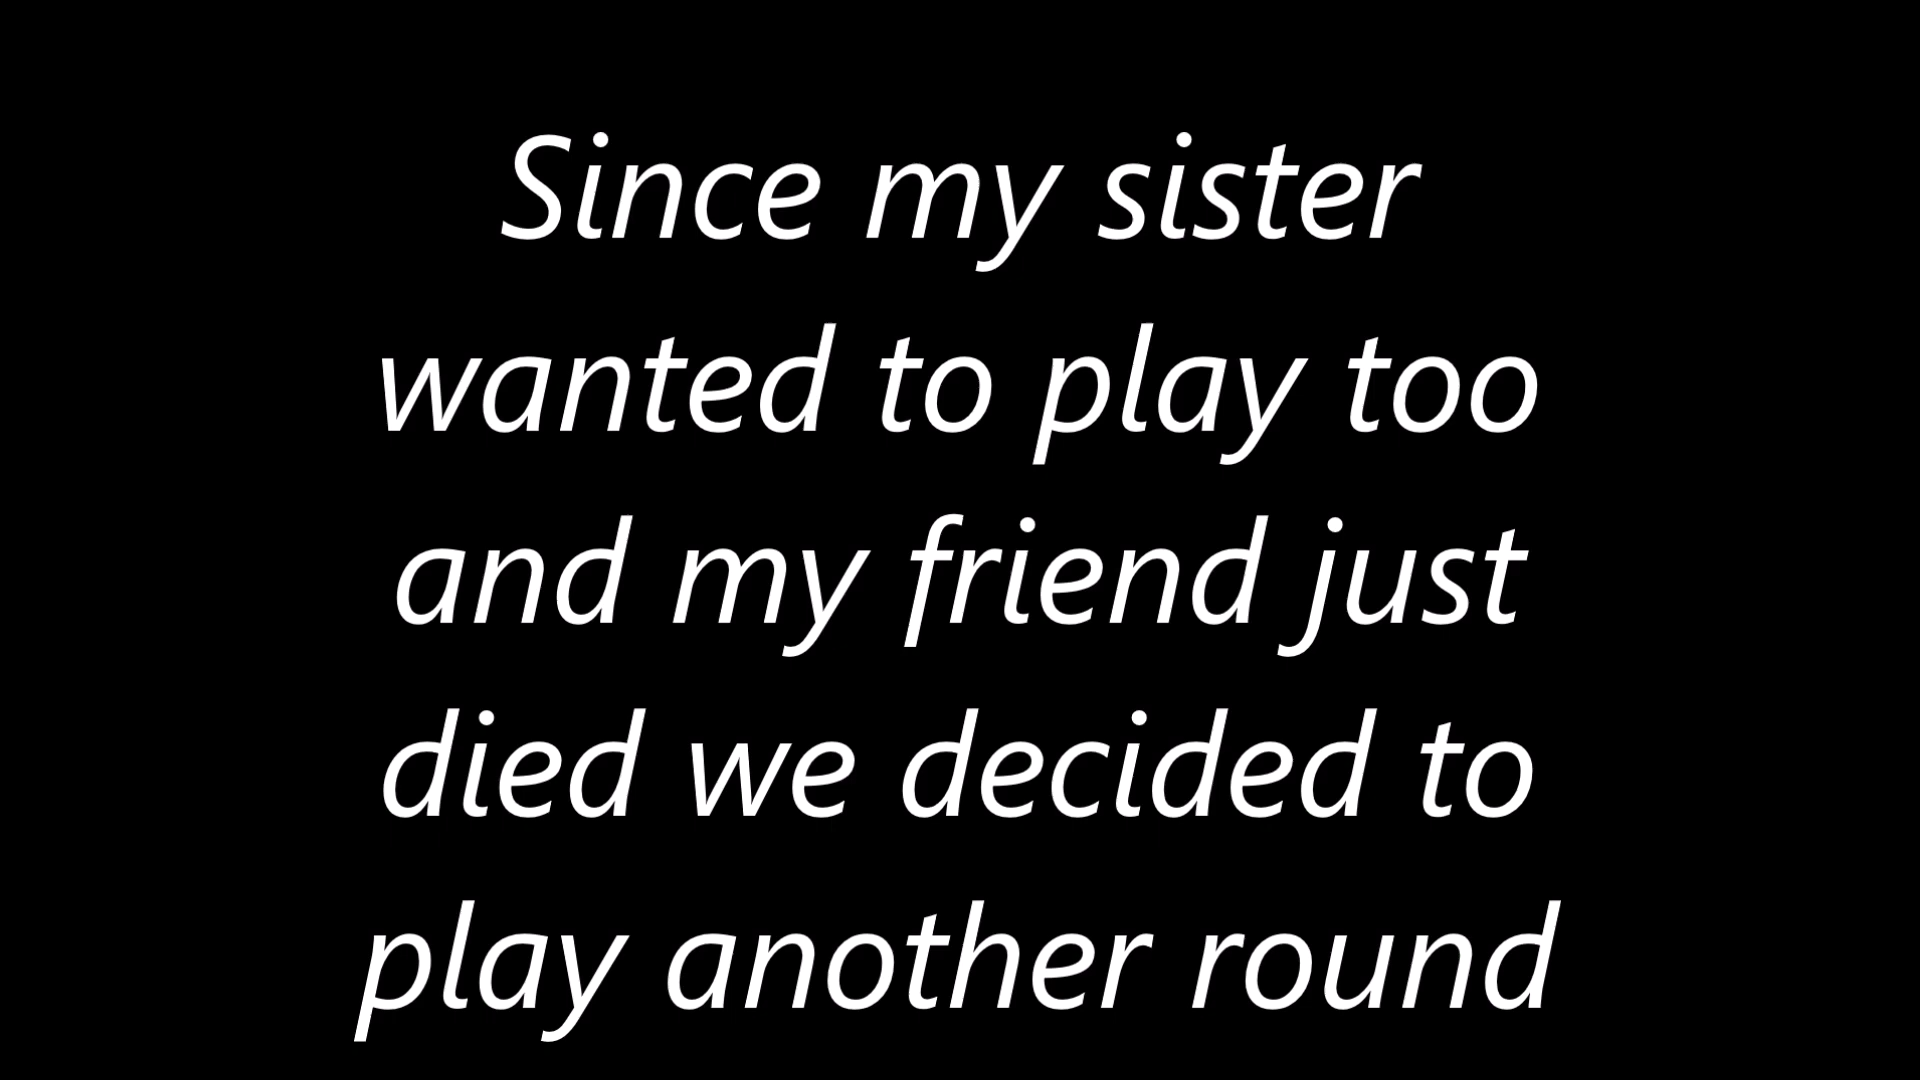 Since my sister
wanted to play too
and my friend just
died we decided to
play another round